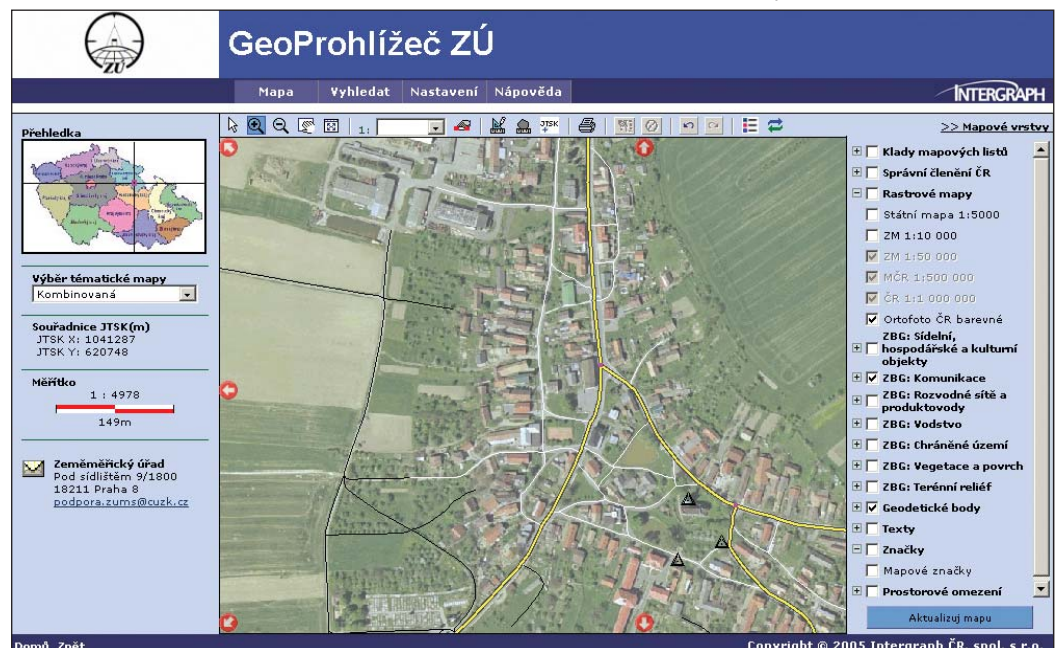 ZÚ
GeoProhlížeč ZÚ
Mapa Vyhledat Nastavení Nápověda
INTERGRAPH
Přehledka
1:
JTSK
>> Mapové vrstvy
Výběr tématické mapy
Kombinovaná
Souřadnice JTSK(m)
JTSK X: 1041287
JTSK Y: 620748
Měřítko
1 : 4978
149m
Zeměměřický úřad
Pod sídlištěm 9/1800
18211 Praha 8
podpora.zums@cuzk.cz
Klady mapových listů
Správní členění ČR
Rastrové mapy
Státní mapa 1:5000
ZM 1:10 000
ZM 1:50 000
MČR 1:500 000
ČR 1:1 000 000
Ortofoto ČR barevné
ZBG: Sídelní,
hospodářské a kulturní
objekty
ZBG: Komunikace
ZBG: Rozvodné sítě a
produktovody
ZBG: Vodstvo
ZBG: Chráněné území
ZBG: Vegetace a povrch
ZBG: Terénní reliéf
Geodetické body
Texty
Značky
Mapové značky
Prostorové omezení
Aktualizuj mapu
Domů Zpět
Copyright © 2005 Intergraph ČR, spol. s r.o.